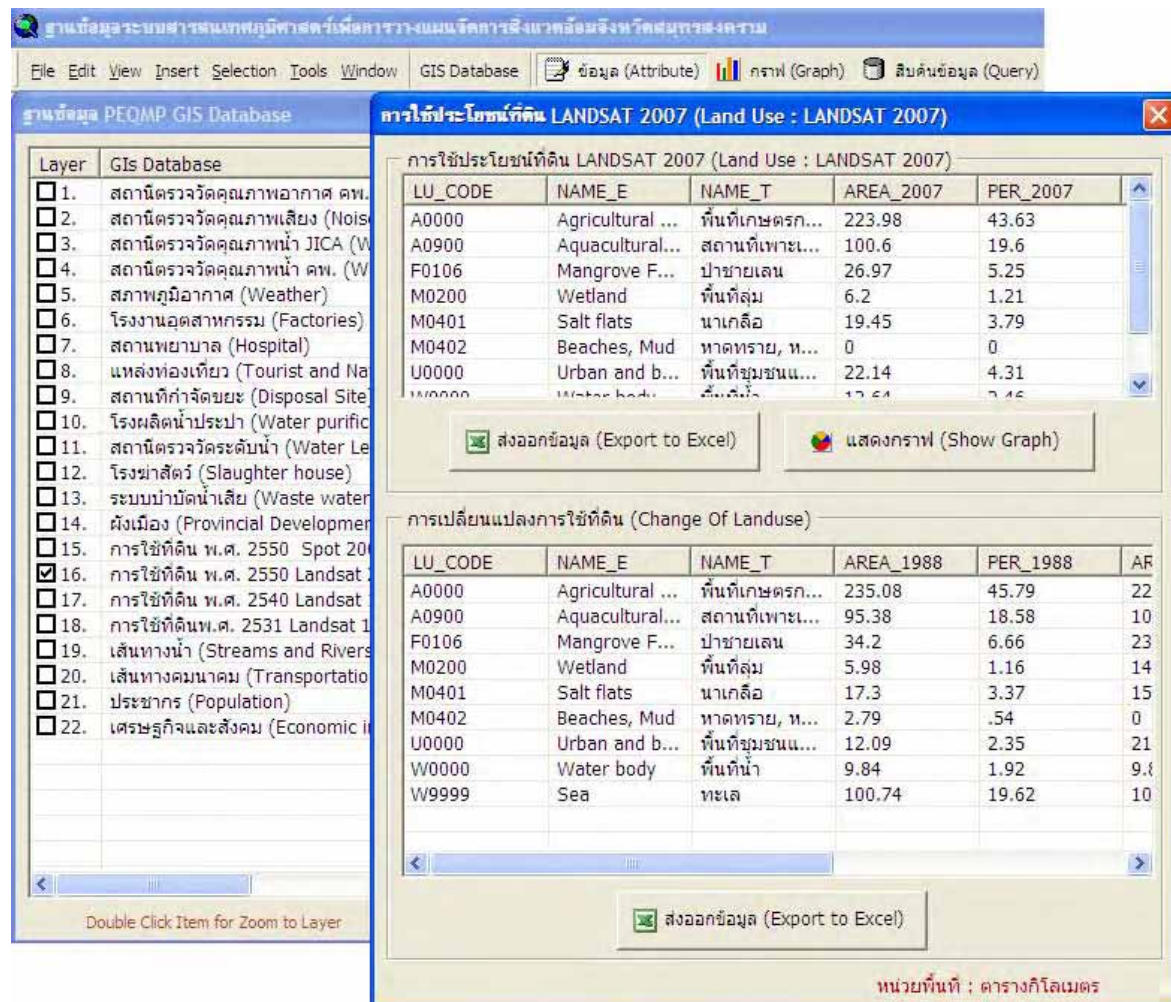 ฐานข้อมูลระบบสารสนเทศภูมิศาสตร์เพื่อการวางแผนจัดการสิ่งแวดล้อมจังหวัดสมุทรสงคราม
File Edit View Insert Selection Tools Window GIS Database ข้อมูล (Attribute) กราฟ (Graph) สืบค้นข้อมูล (Query)
ฐานข้อมูล PEQMP GIS Database
Layer GIs Database
1. สถานีตรวจวัดคุณภาพอากาศ คพ.
2. สถานีตรวจวัดคุณภาพเสียง (Nois
3. สถานีตรวจวัดคุณภาพน้ำ JICA (W
4. สถานีตรวจวัดคุณภาพน้ำ คพ. (W
5. สภาพภูมิอากาศ (Weather)
6. โรงงานอุตสาหกรรม (Factories)
7. สถานพยาบาล (Hospital)
8. แหล่งท่องเที่ยว (Tourist and Na
9. สถานที่กำจัดขยะ (Disposal Site)
10. โรงผลิตน้ำประปา (Water purific
11. สถานีตรวจวัดระดับน้ำ (Water Le
12. โรงฆ่าสัตว์ (Slaughter house)
13. ระบบบำบัดน้ำเสีย (Waste water
14. ผังเมือง (Provincial Developmer
15. การใช้ที่ดิน พ.ศ. 2550 Spot 20
16. การใช้ที่ดิน พ.ศ. 2550 Landsat
17. การใช้ที่ดิน พ.ศ. 2540 Landsat
18. การใช้ที่ดินพ.ศ. 2531 Landsat 1
19. เส้นทางน้ำ (Streams and Rivers
20. เส้นทางคมนาคม (Transportatio
21. ประชากร (Population)
22. เศรษฐกิจและสังคม (Economic i
Double Click Item for Zoom to Layer
การใช้ประโยชน์ที่ดิน LANDSAT 2007 (Land Use : LANDSAT 2007)
การใช้ประโยชน์ที่ดิน LANDSAT 2007 (Land Use : LANDSAT 2007)
LU_CODE NAME_E NAME_T AREA_2007 PER_2007
A0000 Agricultural ... พื้นที่เกษตรก... 223.98 43.63
A0900 Aquacultural... สถานที่เพาะเ... 100.6 19.6
F0106 Mangrove F... ป่าชายเลน 26.97 5.25
M0200 Wetland พื้นที่ลุ่ม 6.2 1.21
M0401 Salt flats นาเกลือ 19.45 3.79
M0402 Beaches, Mud หาดทราย, ห... 0 0
U0000 Urban and b... พื้นที่ชุมชนแ... 22.14 4.31
W0000 Water body พื้นที่น้ำ 12.64 2.46
ส่งออกข้อมูล (Export to Excel) แสดงกราฟ (Show Graph)
การเปลี่ยนแปลงการใช้ที่ดิน (Change Of Landuse)
LU_CODE NAME_E NAME_T AREA_1988 PER_1988 AR
A0000 Agricultural ... พื้นที่เกษตรก... 235.08 45.79 22
A0900 Aquacultural... สถานที่เพาะเ... 95.38 18.58 10
F0106 Mangrove F... ป่าชายเลน 34.2 6.66 23
M0200 Wetland พื้นที่ลุ่ม 5.98 1.16 14
M0401 Salt flats นาเกลือ 17.3 3.37 15
M0402 Beaches, Mud หาดทราย, ห... 2.79 .54 0
U0000 Urban and b... พื้นที่ชุมชนแ... 12.09 2.35 21
W0000 Water body พื้นที่น้ำ 9.84 1.92 9.8
W9999 Sea ทะเล 100.74 19.62 10
ส่งออกข้อมูล (Export to Excel)
หน่วยพื้นที่ : ตารางกิโลเมตร